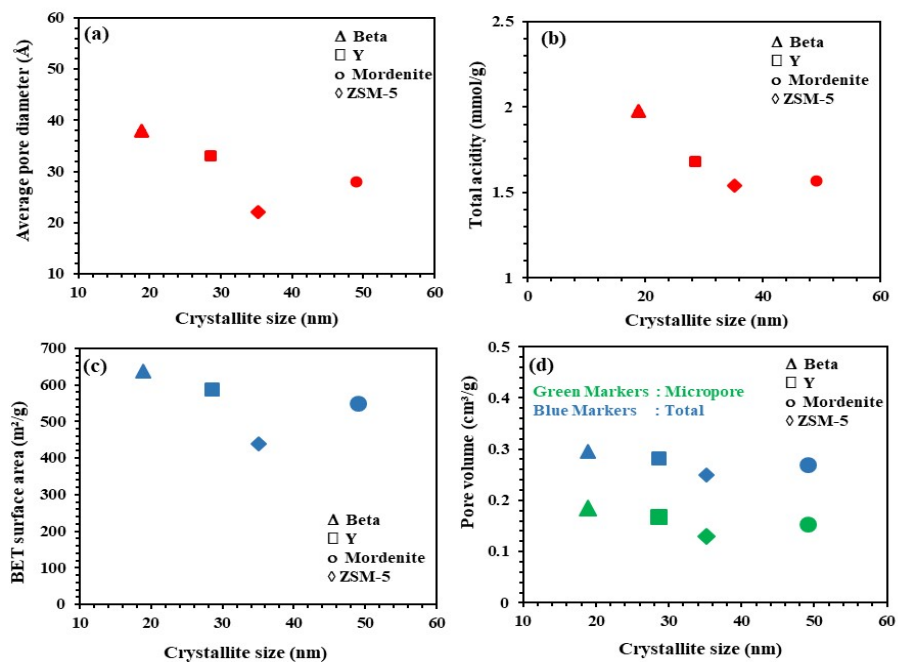 (a)
Average pore diameter (Å)
60
50
40
30
20
10
10 20 30 40 50 60
Crystallite size (nm)
Beta
Y
Mordenite
ZSM-5
(b)
Total acidity (mmol/g)
2.5
2
1.5
1
0 20 40 60
Crystallite size (nm)
Beta
Y
Mordenite
ZSM-5
(c)
BET surface area (m²/g)
700
600
500
400
300
200
100
0
10 20 30 40 50 60
Crystallite size (nm)
Beta
Y
Mordenite
ZSM-5
(d)
Pore volume (cm³/g)
0.5
0.4
0.3
0.2
0.1
0
10 20 30 40 50 60
Crystallite size (nm)
Beta
Y
Mordenite
ZSM-5
Green Markers : Micropore
Blue Markers : Total